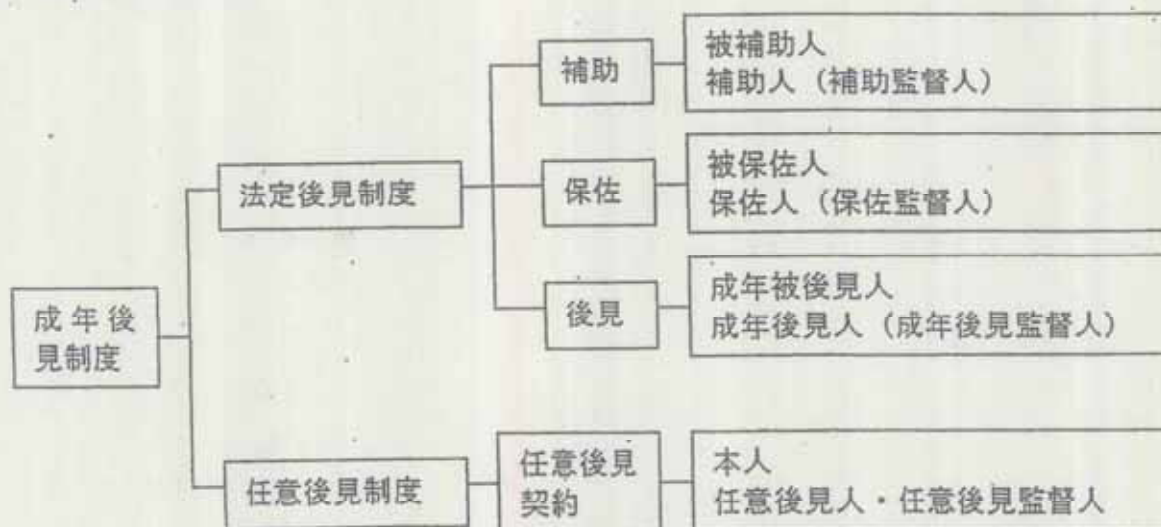 成年後
見制度
法定後見制度
補助
被補助人
補助人（補助監督人）
保佐
被保佐人
保佐人（保佐監督人）
後見
成年被後見人
成年後見人（成年後見監督人）
任意後見制度
任意後見
契約
本人
任意後見人・任意後見監督人